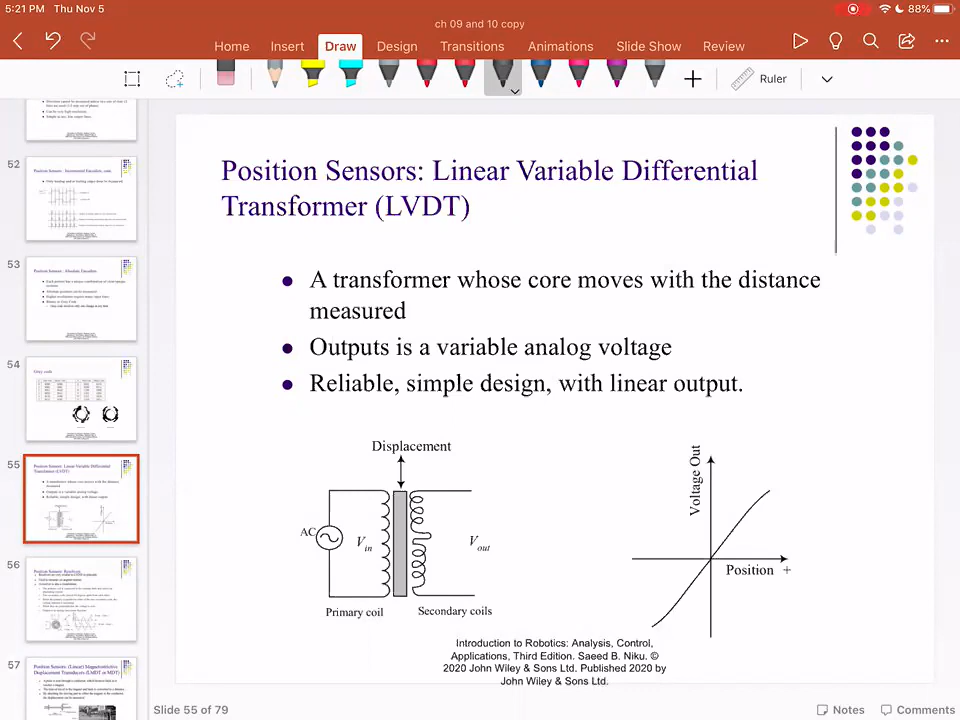 5:21 PM Thu Nov 5
88%
ch 09 and 10 copy
Home Insert Draw Design Transitions Animations Slide Show Review
Ruler
52
53
54
55
56
57
Position Sensors: Linear Variable Differential
Transformer (LVDT)
A transformer whose core moves with the distance
measured
Outputs is a variable analog voltage
Reliable, simple design, with linear output.
Displacement
AC
Vin
Vout
Primary coil
Secondary coils
Voltage Out
Position +
Introduction to Robotics: Analysis, Control,
Applications, Third Edition. Saeed B. Niku. ©
2020 John Wiley & Sons Ltd. Published 2020 by
John Wiley & Sons Ltd.
Slide 55 of 79
Notes
Comments